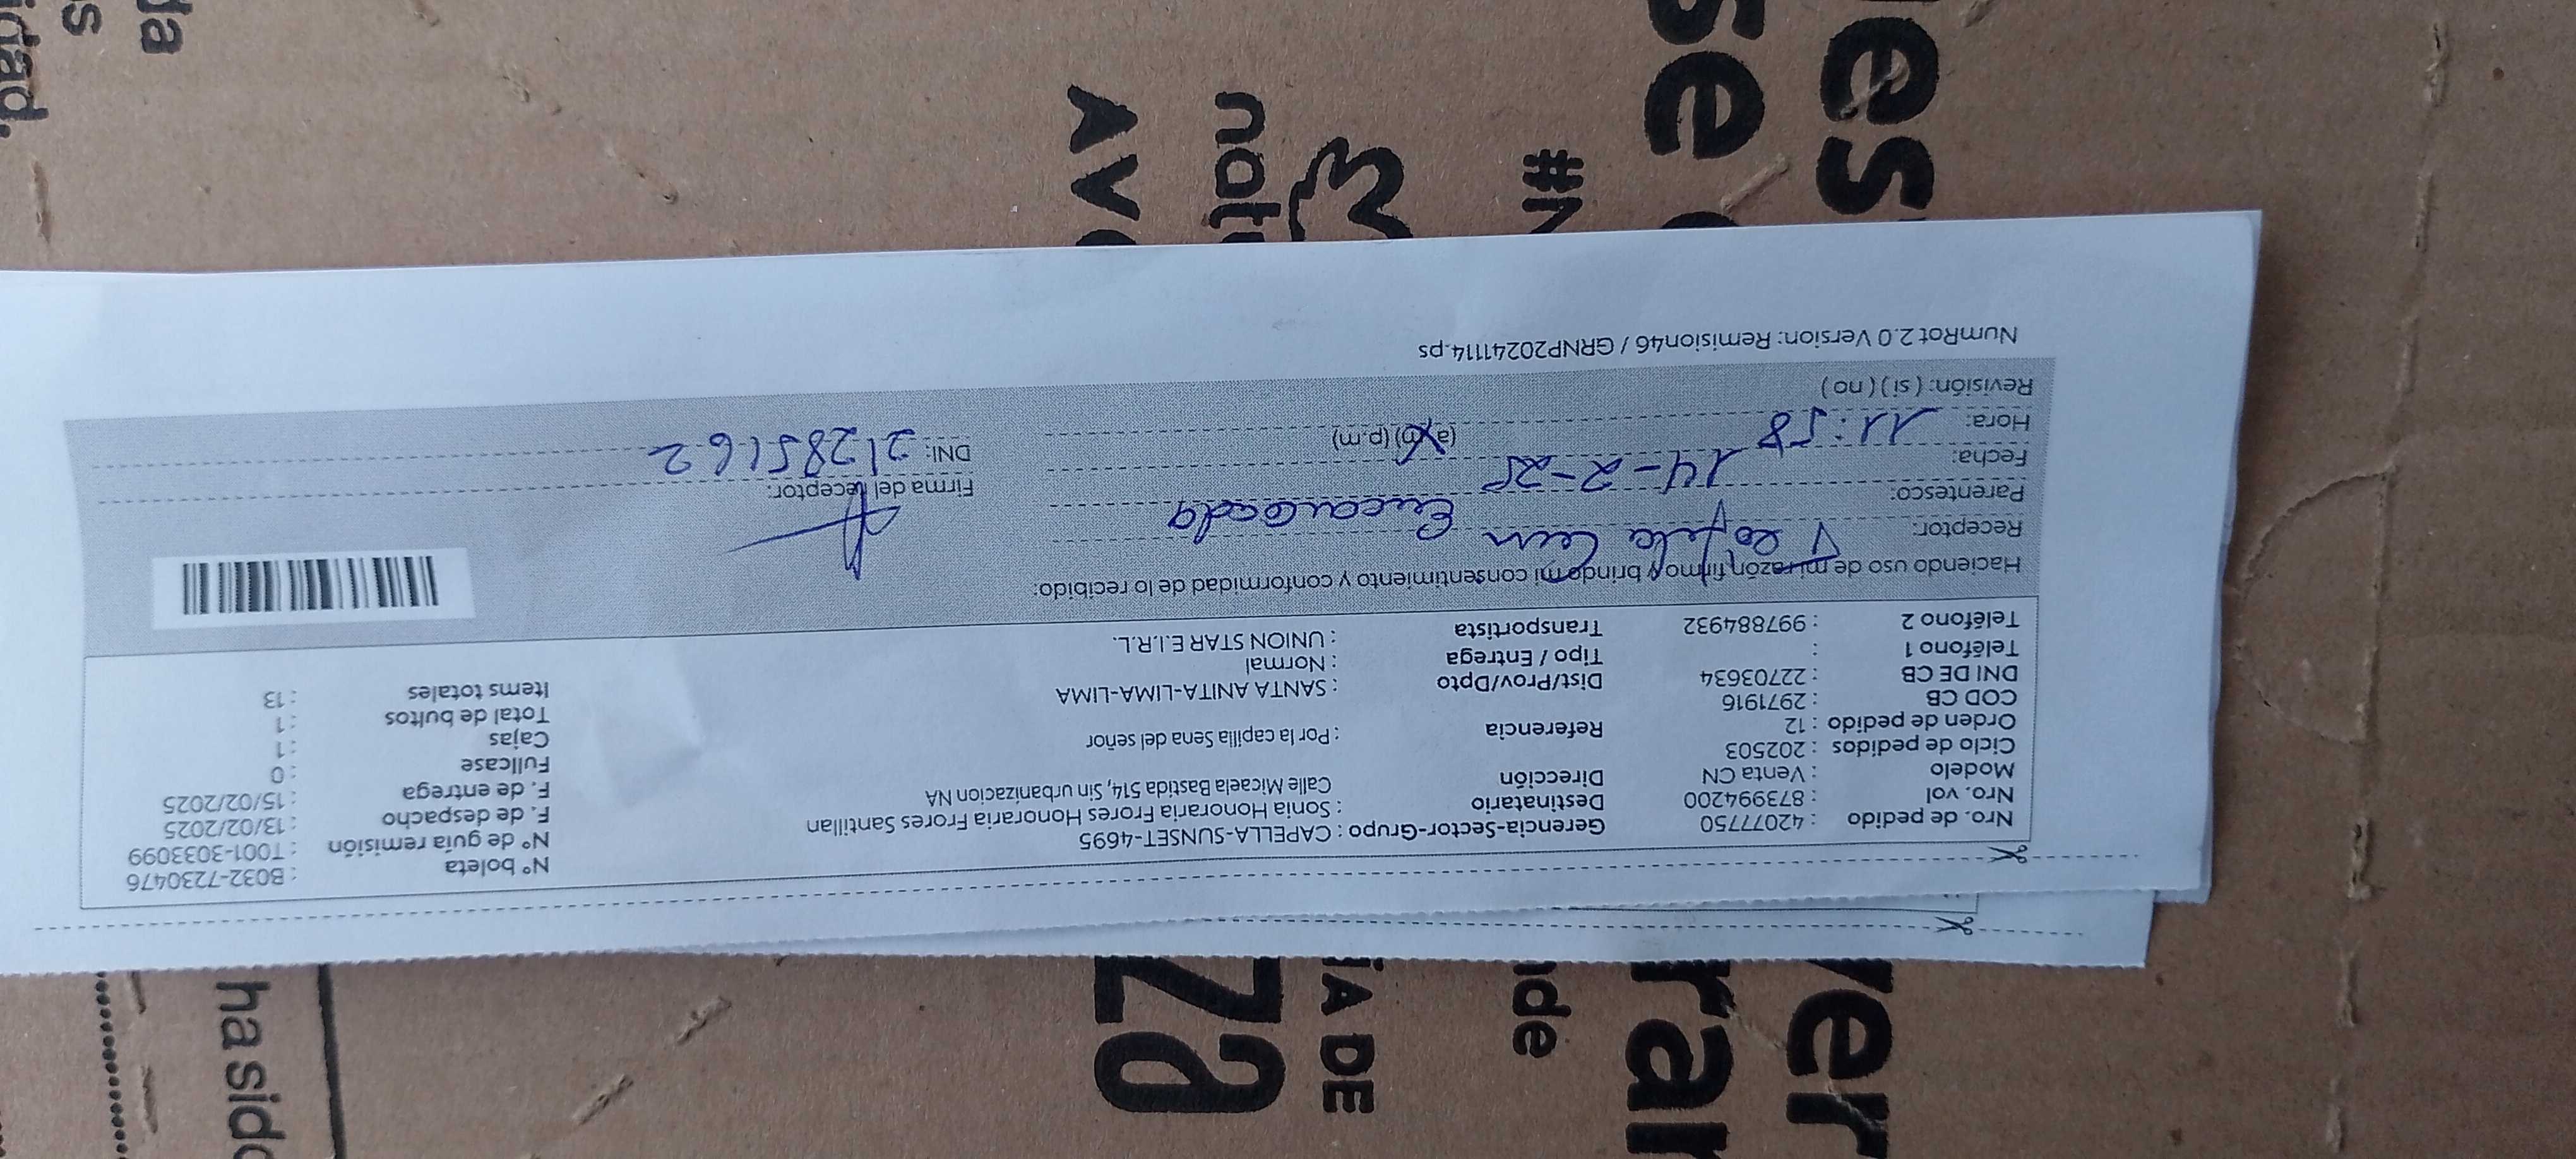 Nro. de pedido : 42077750 Gerencia-Sector-Grupo : CAPELLA-SUNSET-4695 N° boleta : B032-7230476
Nro. vol : 873994200 Destinatario : Sonia Honoraria Frores Honoraria Frores Santillan N° de guía remisión : T001-3033099
Modelo : Venta CN Dirección Calle Micaela Bastida 514, Sin urbanizacion NA F. de despacho : 13/02/2025
Ciclo de pedidos : 202503 F. de entrega : 15/02/2025
Orden de pedido : 12 Referencia : Por la capilla Sena del señor Fullcase : 0
COD CB : 2971916 Cajas : 1
DNI DE CB : 22703634 Dist/Prov/Dpto : SANTA ANITA-LIMA-LIMA Total de bultos : 1
Teléfono 1 : Tipo / Entrega : Normal Items totales : 13
Teléfono 2 : 997884932 Transportista : UNION STAR E.I.R.L.
Haciendo uso de mi razón firmo y brindo mi consentimiento y conformidad de lo recibido:
Receptor:
Parentesco: Encargada Firma del receptor:
Fecha: 14-2-25
Hora: 11:58 (a.m) (p.m) DNI: 21285162
Revisión: ( si ) ( no )
NumRot 2.0 Version: Remision46 / GRNP20241114.ps